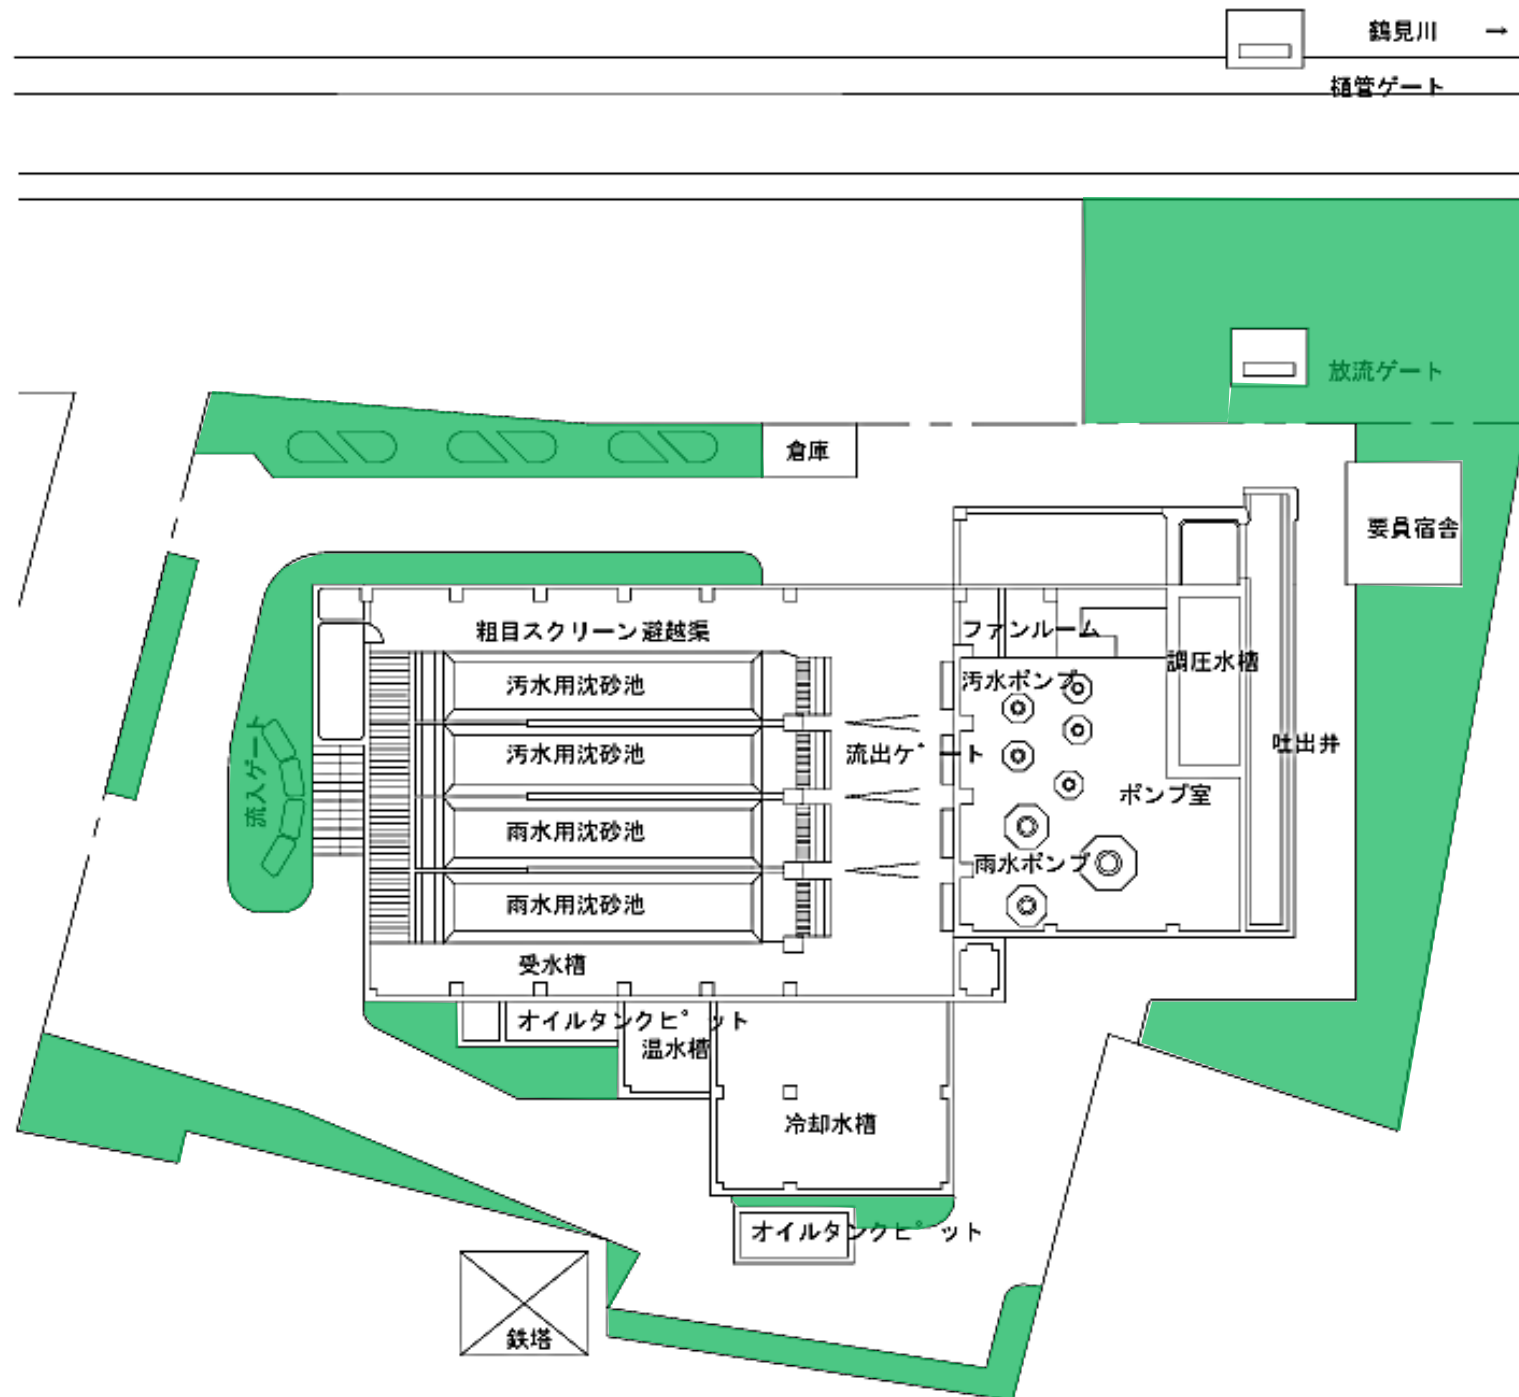 鶴見川 →
樋管ゲート
放流ゲート
倉庫
要員宿舎
粗目スクリーン避越渠
ファンルーム
調圧水槽
汚水用沈砂池
汚水ポンプ
流入ゲート
汚水用沈砂池
流出ゲート
吐出井
ポンプ室
雨水用沈砂池
雨水ポンプ
雨水用沈砂池
受水槽
オイルタンクピット
温水槽
冷却水槽
オイルタンクピット
鉄塔